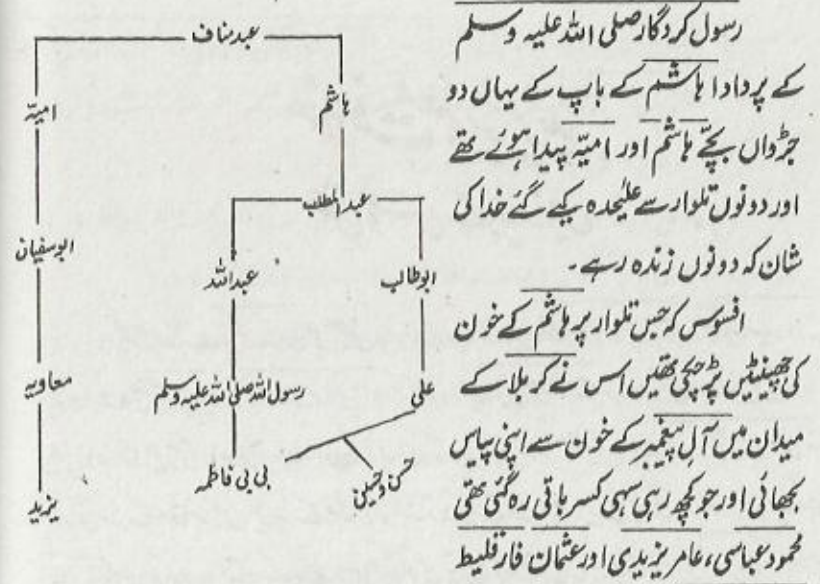 رسول کردگار صلی اللہ علیہ وسلم
کے پردادا ہاشم کے باپ کے یہاں دو
جڑواں بچّے ہاشم اور امیّہ پیدا ہوئے تھے
اور دونوں تلوار سے علیٰحدہ کیے گئے خدا کی
شان کہ دونوں زندہ رہے۔
افسوس کہ جس تلوار پر ہاشم کے خون
کی چھینٹیں پڑ چکی تھیں اس نے کربلا کے
میدان میں آلِ پیغمبر کے خون سے اپنی پیاس
بجھائی اور جو کچھ رہی سہی کسر باقی رہ گئی تھی
محمود عباسی، عامر یزیدی اور عثمان فارقلیط
عبدمناف
ہاشم
امیّہ
عبدالمطلب
ابوطالب
عبداللہ
ابوسفیان
علی
رسول اللہ صلی اللہ علیہ وسلم
معاویہ
حسن و حسین
بی بی فاطمہ
یزید